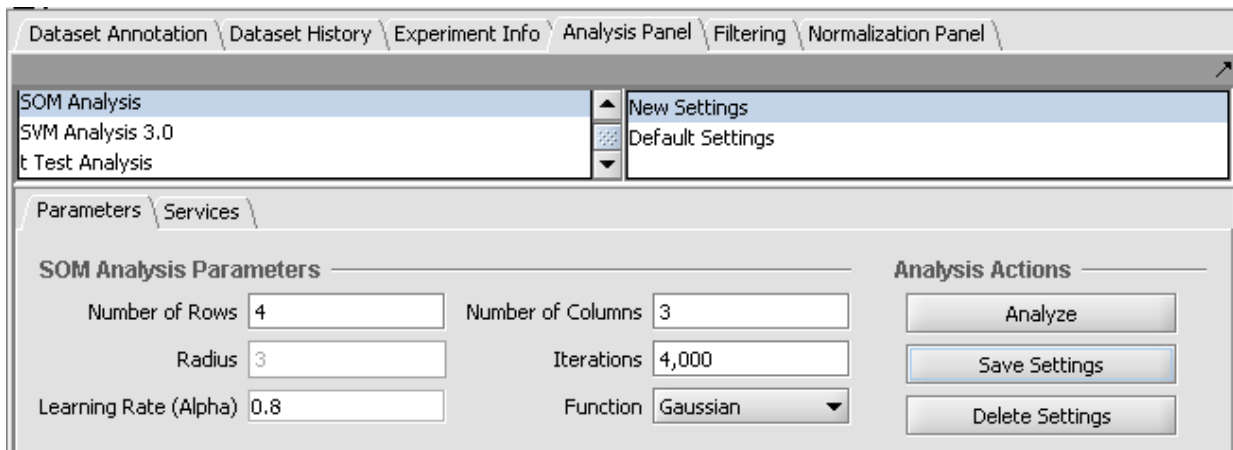 Dataset Annotation Dataset History Experiment Info Analysis Panel Filtering Normalization Panel
SOM Analysis
SVM Analysis 3.0
t Test Analysis
New Settings
Default Settings
Parameters Services
SOM Analysis Parameters
Number of Rows 4 Number of Columns 3
Radius 3 Iterations 4,000
Learning Rate (Alpha) 0.8 Function Gaussian
Analysis Actions
Analyze
Save Settings
Delete Settings